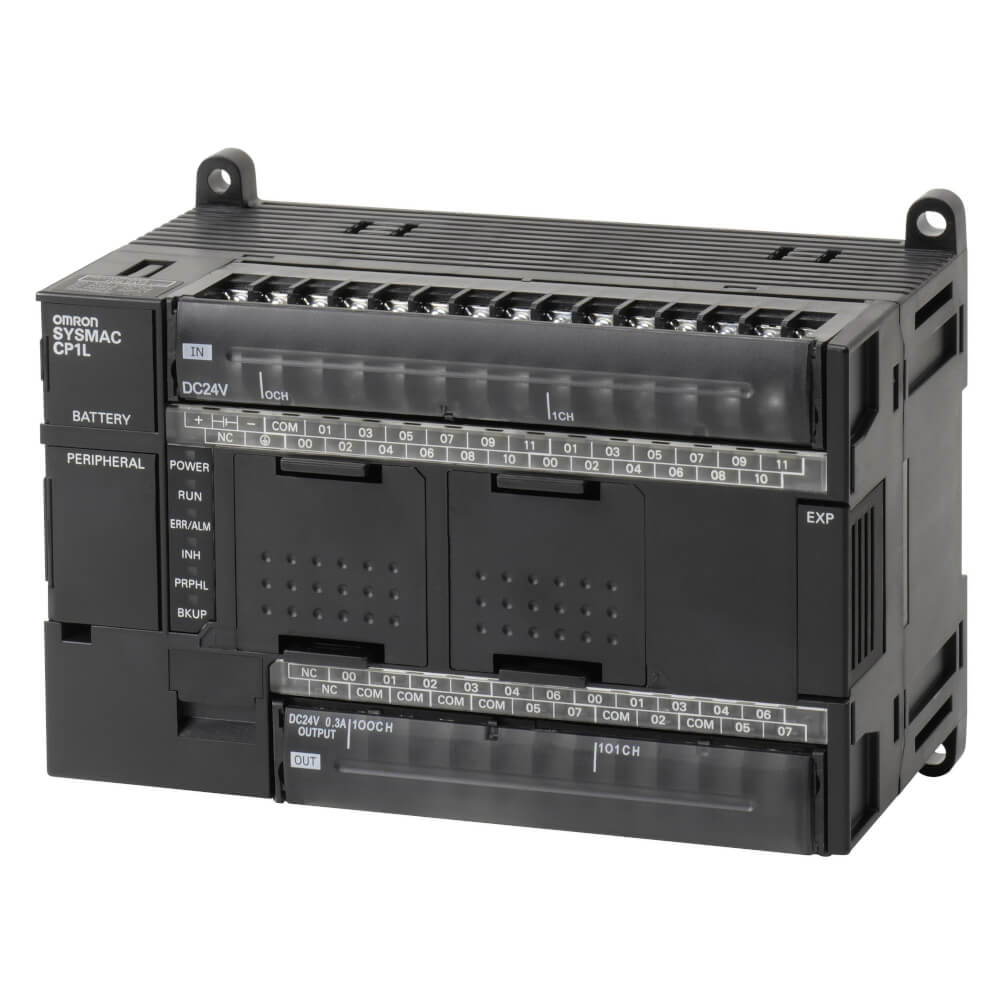 OMRON
SYSMAC
CP1L
BATTERY
PERIPHERAL
IN
DC24V
0CH
1CH
+ − COM 01 03 05 07 09 11 01 03 05 07 09 11
NC 00 02 04 06 08 10 00 02 04 06 08 10
POWER
RUN
ERR/ALM
INH
PRPHL
BKUP
EXP
NC 00 01 02 03 04 06 00 01 03 04 06
NC COM COM COM COM 05 07 COM 02 COM 05 07
DC24V 0.3A
OUTPUT
100CH
101CH
OUT